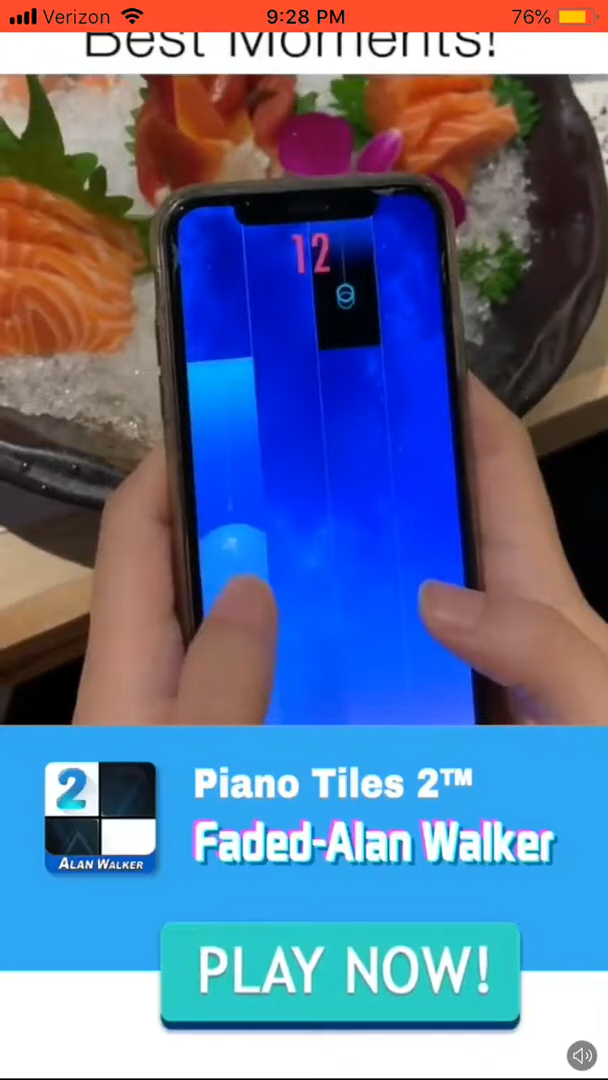 Verizon 9:28 PM 76%
Best Moments!
12
2
ALAN WALKER
Piano Tiles 2™
Faded-Alan Walker
PLAY NOW!